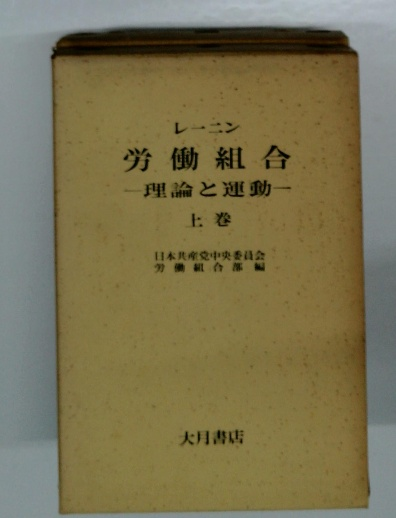 レーニン
労働組合
―理論と運動―
上巻
日本共産党中央委員会
労働組合部編
大月書店